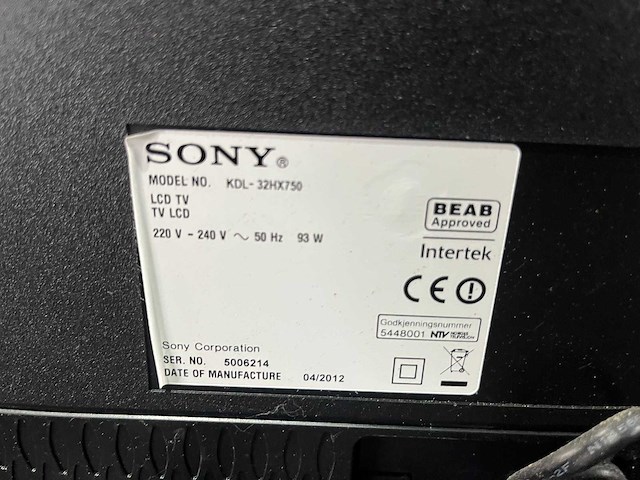 SONY®
MODEL NO. KDL-32HX750
LCD TV
TV LCD
220 V - 240 V ~ 50 Hz 93 W
BEAB
Approved
Intertek
CE
Godkjenningsnummer
5448001 NTV
Sony Corporation
SER. NO. 5006214
DATE OF MANUFACTURE 04/2012